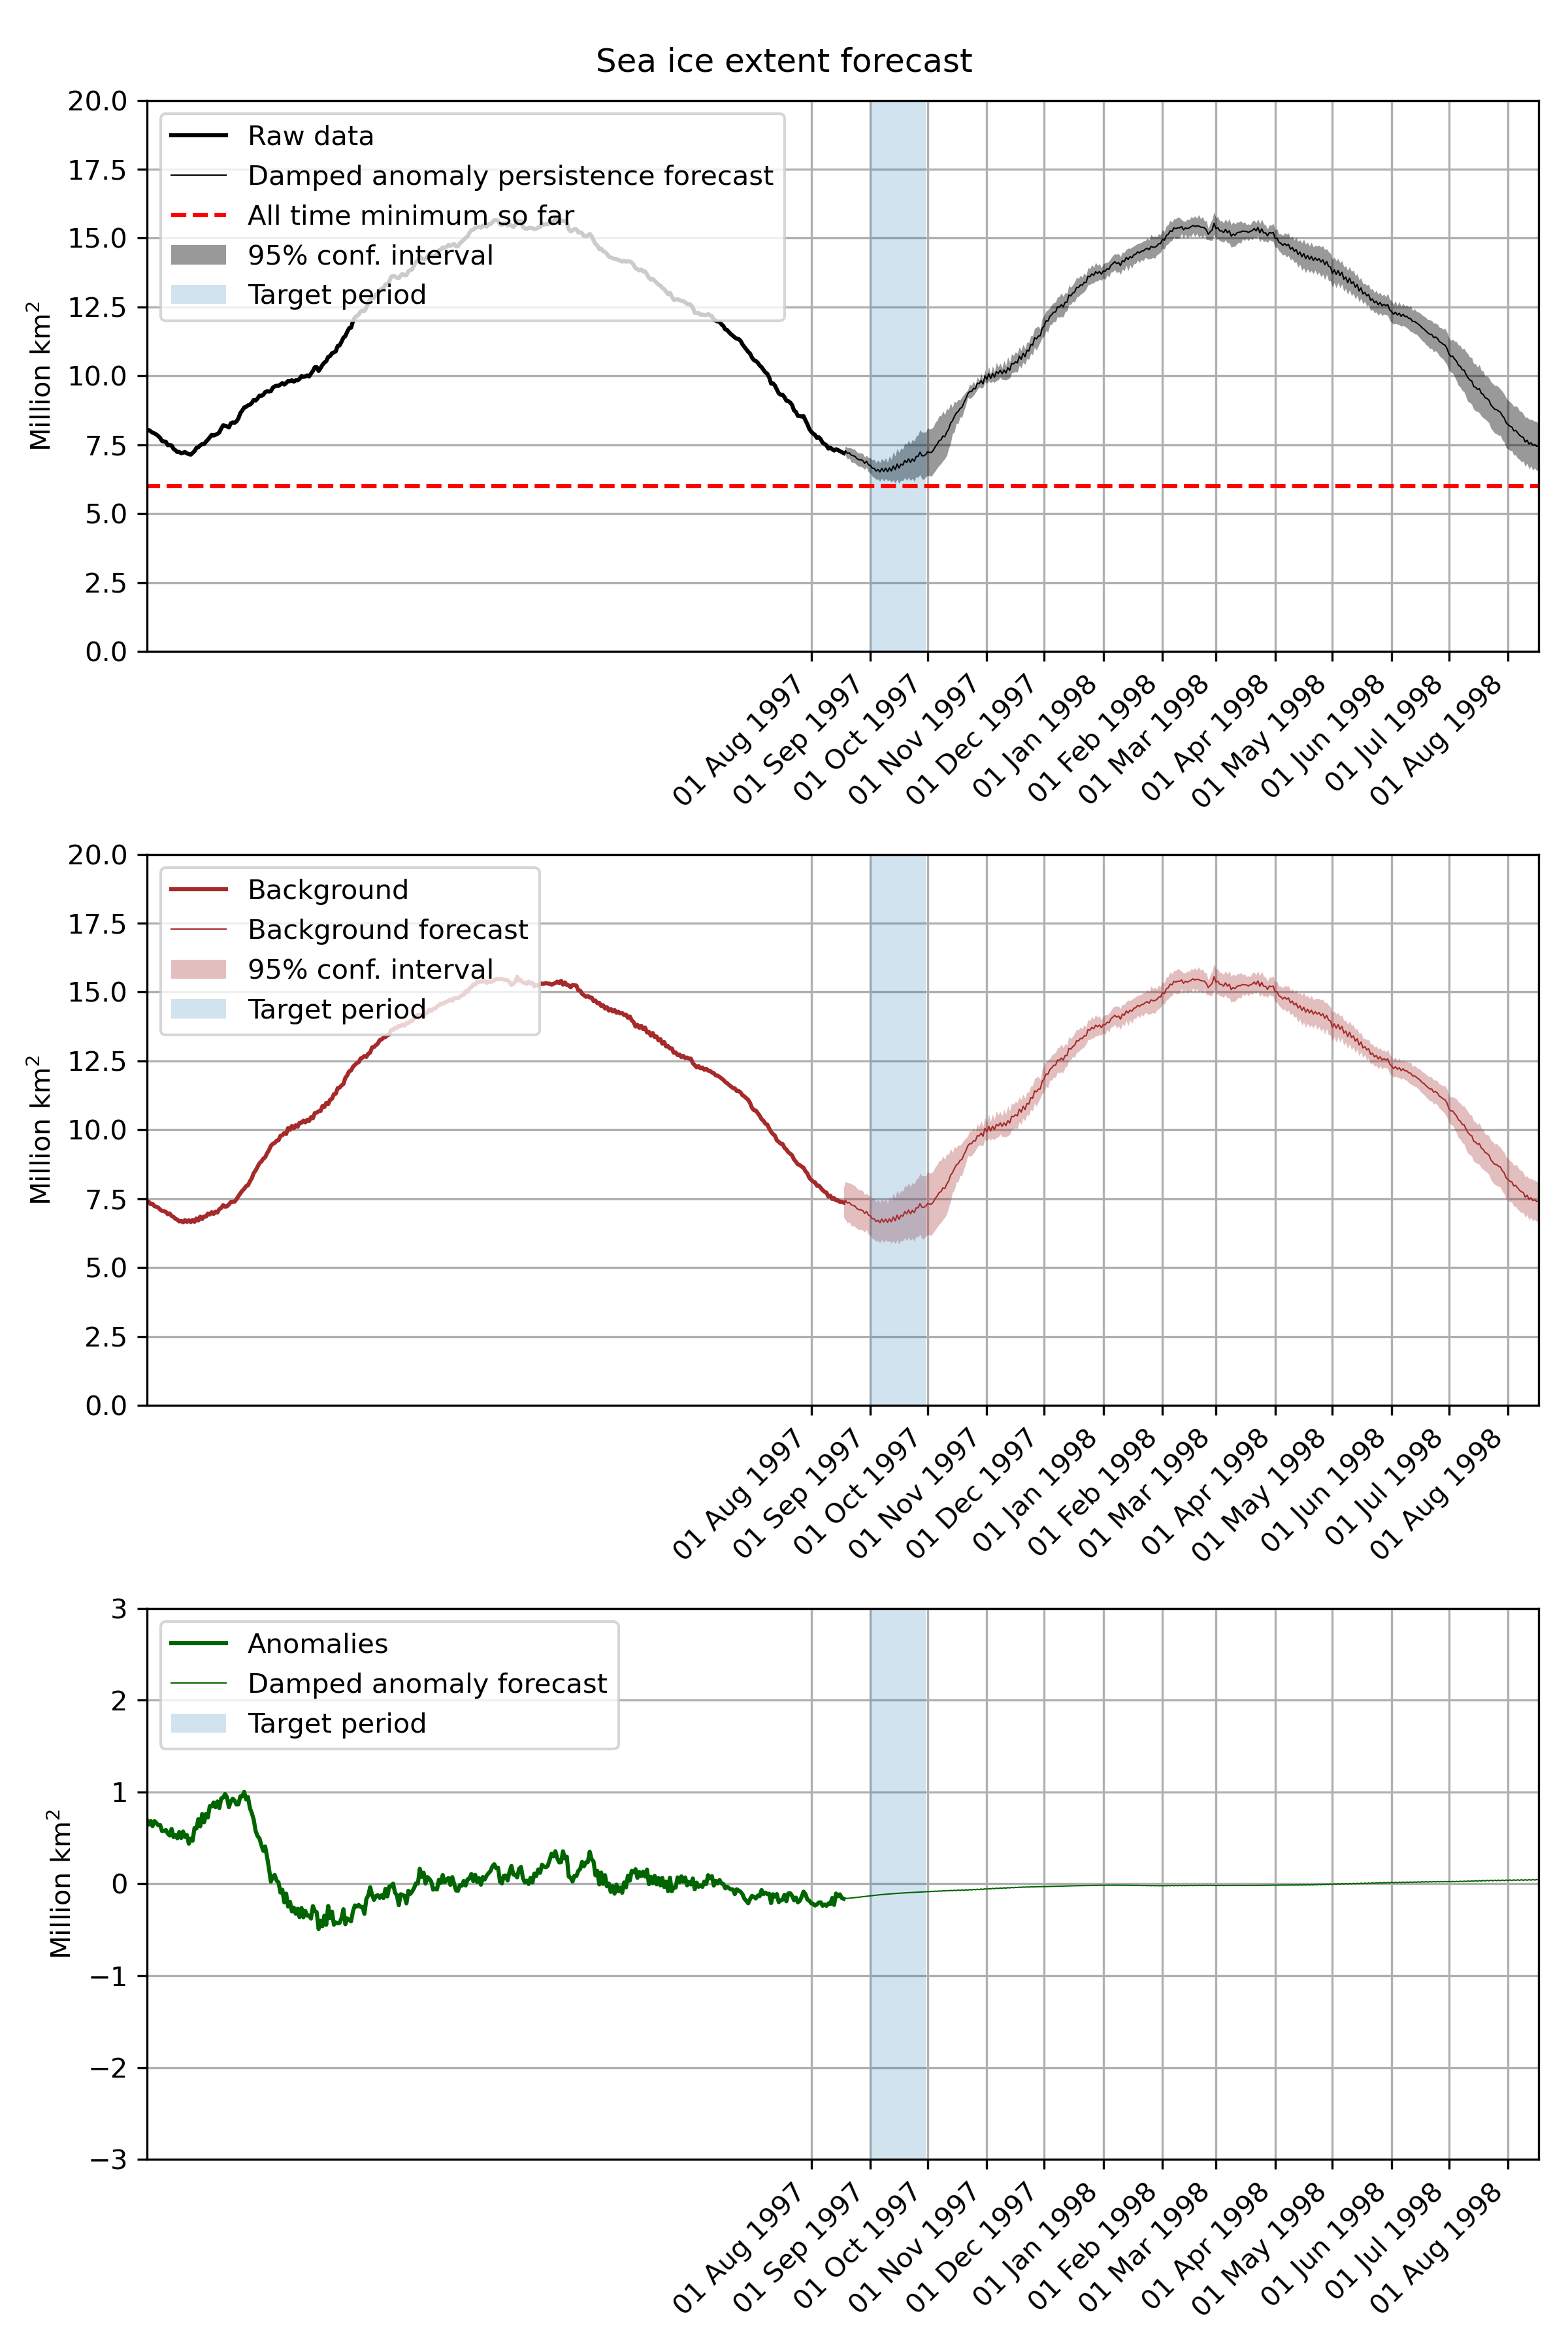 Sea ice extent forecast
20.0
17.5
15.0
12.5
10.0
7.5
5.0
2.5
0.0
Million km²
Raw data
Damped anomaly persistence forecast
All time minimum so far
95% conf. interval
Target period
01 Aug 1997
01 Sep 1997
01 Oct 1997
01 Nov 1997
01 Dec 1997
01 Jan 1998
01 Feb 1998
01 Mar 1998
01 Apr 1998
01 May 1998
01 Jun 1998
01 Jul 1998
01 Aug 1998
20.0
17.5
15.0
12.5
10.0
7.5
5.0
2.5
0.0
Million km²
Background
Background forecast
95% conf. interval
Target period
01 Aug 1997
01 Sep 1997
01 Oct 1997
01 Nov 1997
01 Dec 1997
01 Jan 1998
01 Feb 1998
01 Mar 1998
01 Apr 1998
01 May 1998
01 Jun 1998
01 Jul 1998
01 Aug 1998
3
2
1
0
−1
−2
−3
Million km²
Anomalies
Damped anomaly forecast
Target period
01 Aug 1997
01 Sep 1997
01 Oct 1997
01 Nov 1997
01 Dec 1997
01 Jan 1998
01 Feb 1998
01 Mar 1998
01 Apr 1998
01 May 1998
01 Jun 1998
01 Jul 1998
01 Aug 1998